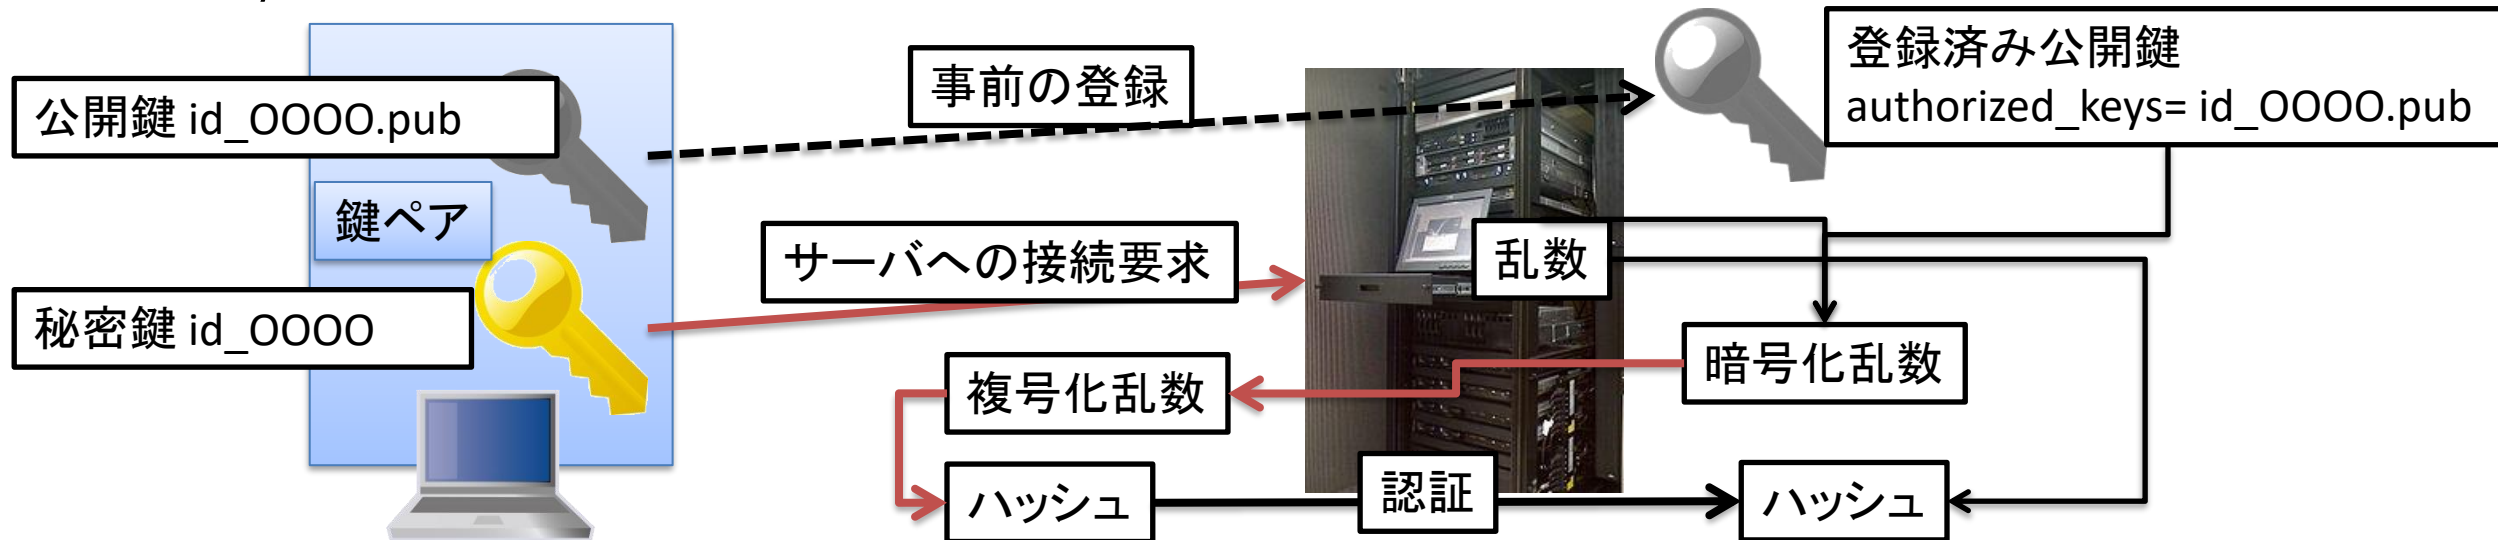 公開鍵 id_OOOO.pub
事前の登録
登録済み公開鍵
authorized_keys= id_OOOO.pub
鍵ペア
サーバへの接続要求
乱数
秘密鍵 id_OOOO
暗号化乱数
複号化乱数
ハッシュ
認証
ハッシュ